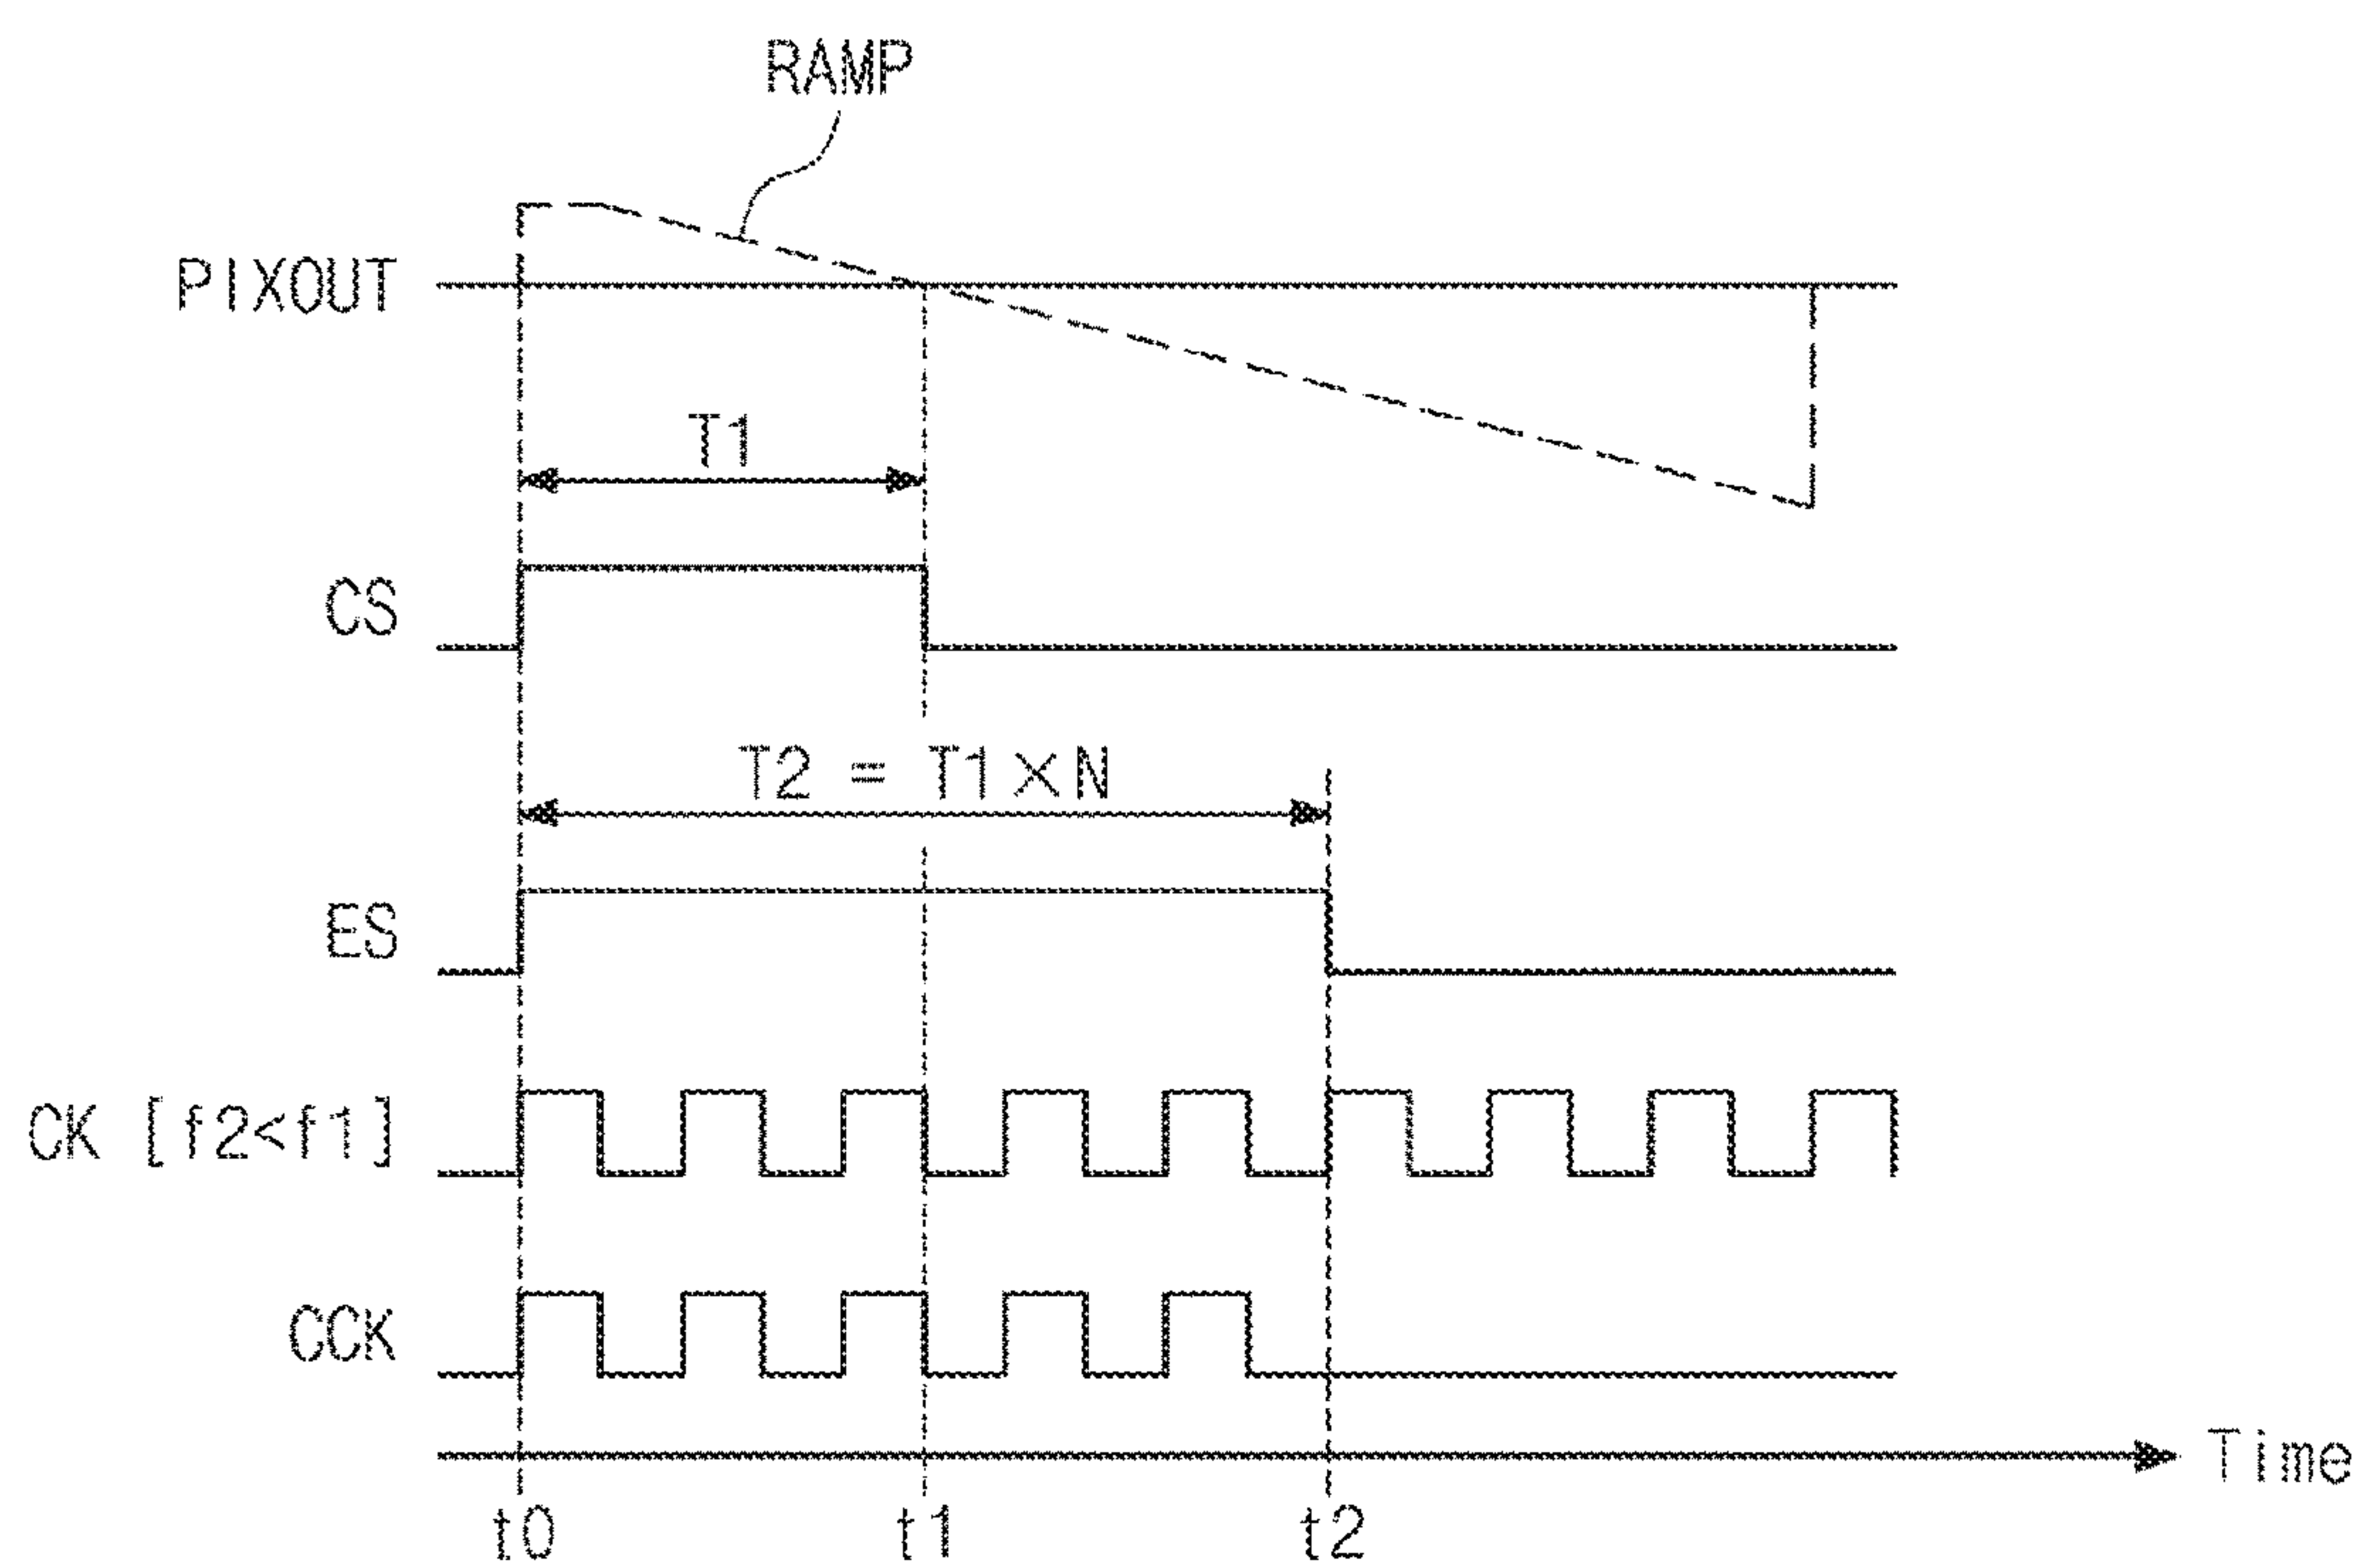 RAMP
PIXOUT
T1
CS
T2 = T1×N
ES
CK [f2<f1]
CCK
Time
t0
t1
t2